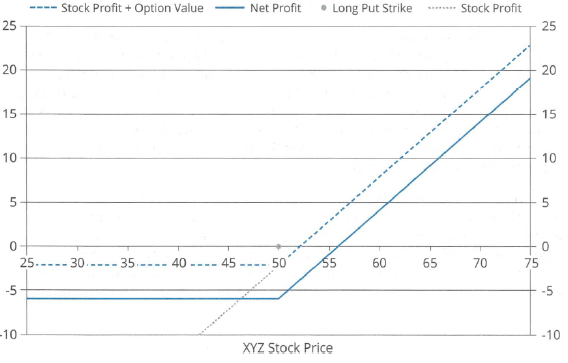 Stock Profit + Option Value Net Profit Long Put Strike Stock Profit
25 25
20 20
15 15
10 10
5 5
0 0
25 30 35 40 45 50 55 60 65 70 75
-5 -5
-10 -10
XYZ Stock Price